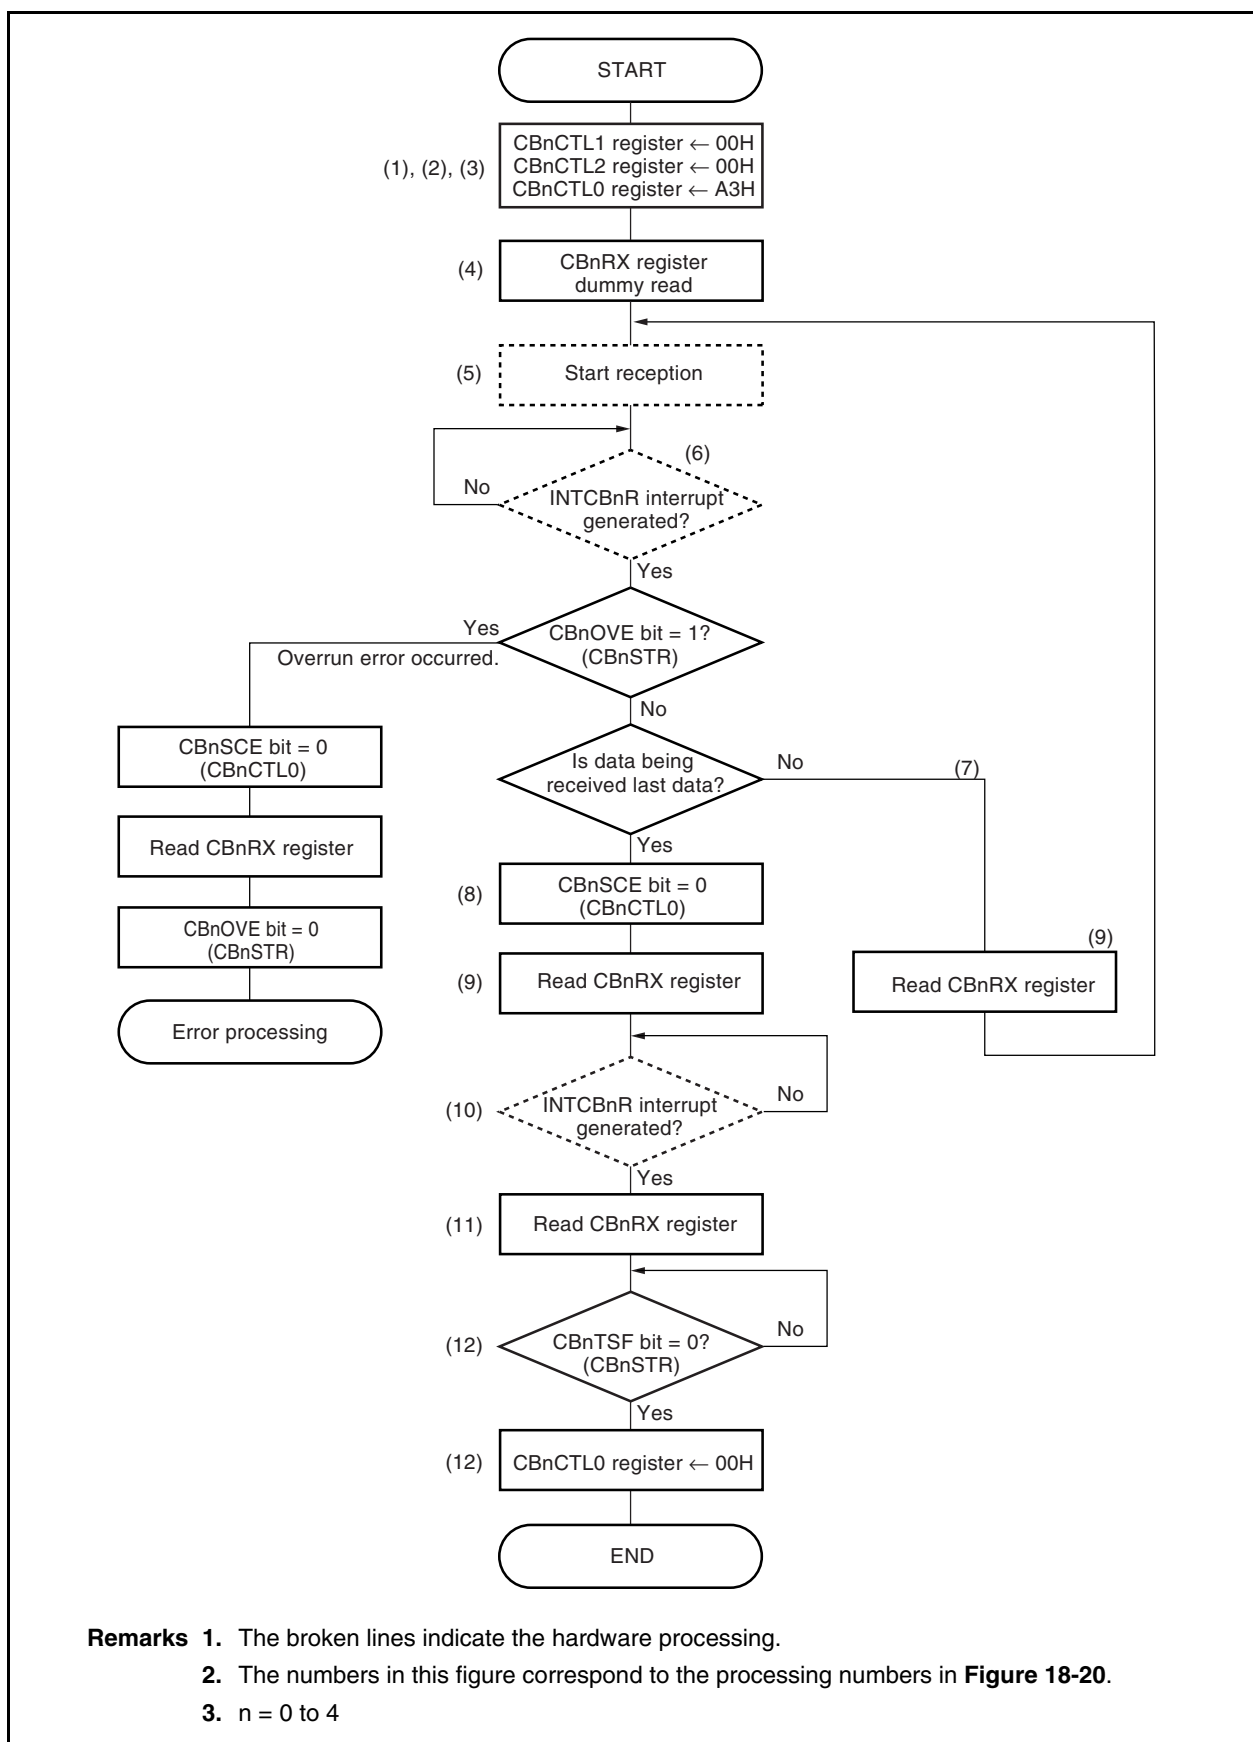 START
(1), (2), (3)
CBnCTL1 register ← 00H
CBnCTL2 register ← 00H
CBnCTL0 register ← A3H
(4)
CBnRX register
dummy read
(5)
Start reception
(6)
No
INTCBnR interrupt
generated?
Yes
Yes
CBnOVE bit = 1?
(CBnSTR)
Overrun error occurred.
No
CBnSCE bit = 0
(CBnCTL0)
Read CBnRX register
CBnOVE bit = 0
(CBnSTR)
Error processing
Is data being
received last data?
No
(7)
Yes
(8)
CBnSCE bit = 0
(CBnCTL0)
(9)
Read CBnRX register
(9)
Read CBnRX register
(10)
INTCBnR interrupt
generated?
No
Yes
(11)
Read CBnRX register
(12)
CBnTSF bit = 0?
(CBnSTR)
No
Yes
(12)
CBnCTL0 register ← 00H
END
Remarks 1. The broken lines indicate the hardware processing.
2. The numbers in this figure correspond to the processing numbers in Figure 18-20.
3. n = 0 to 4